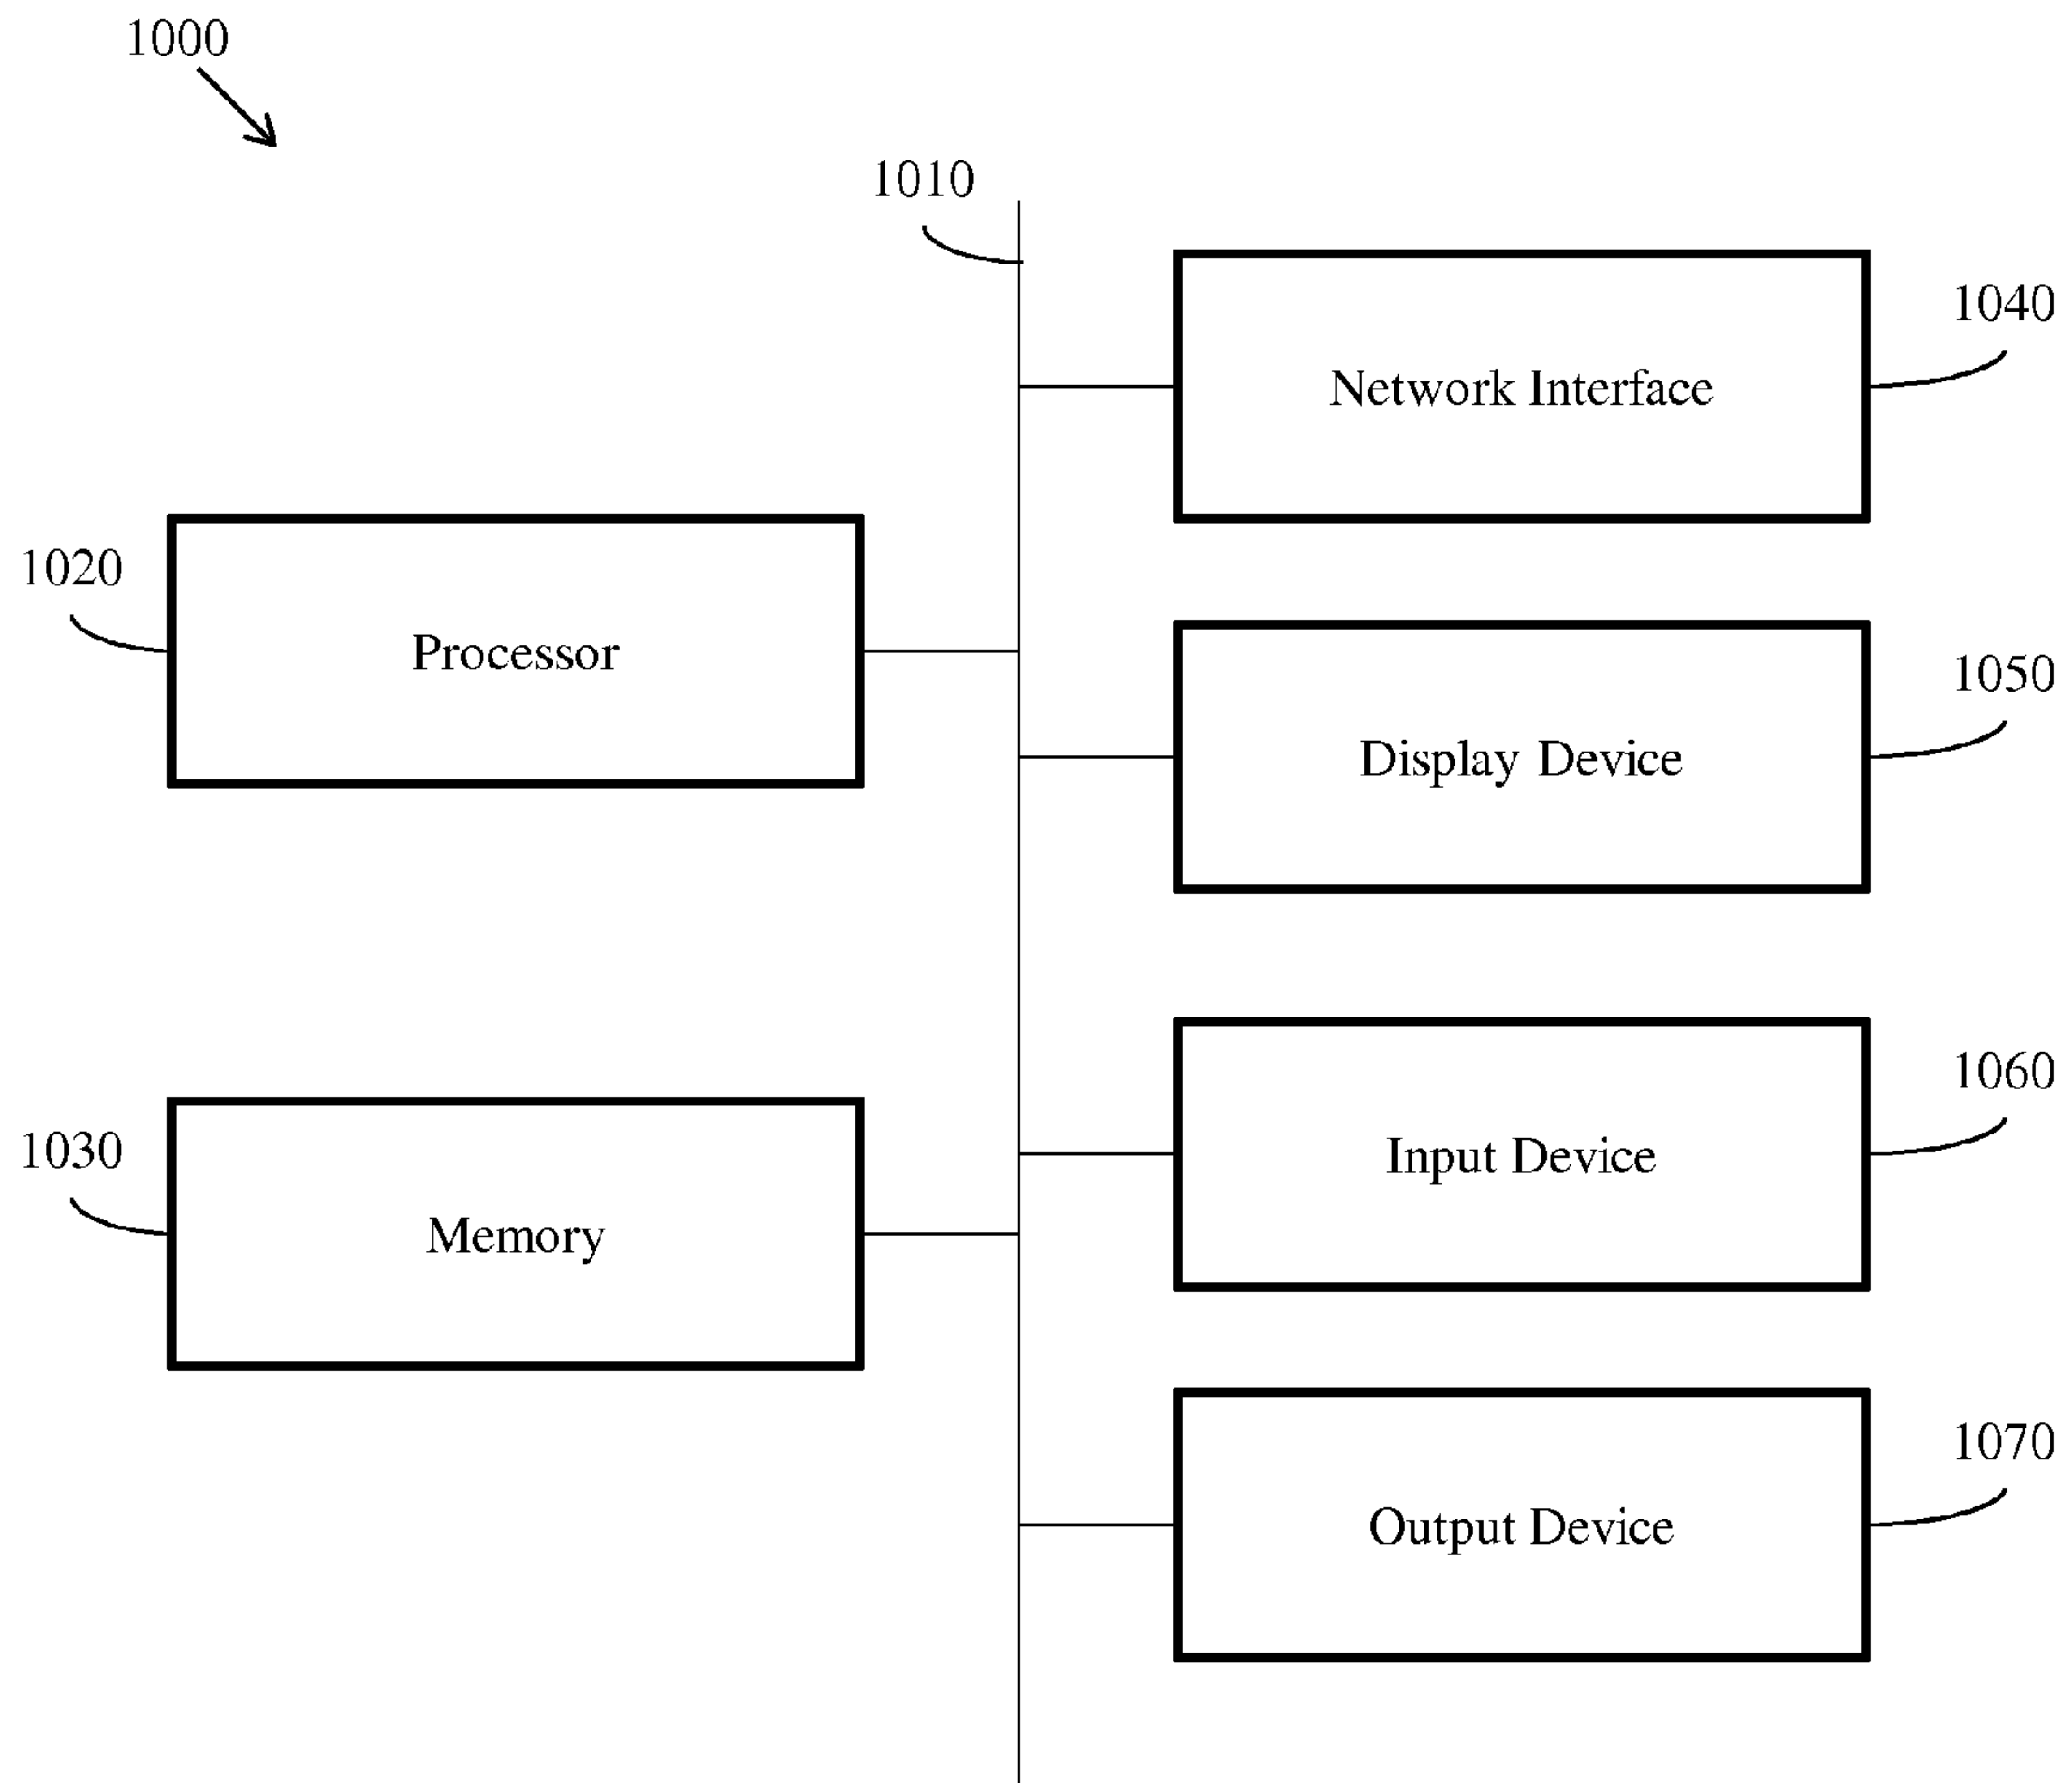 1000
1010
1040
Network Interface
1020
Processor
1050
Display Device
1060
Input Device
1030
Memory
1070
Output Device